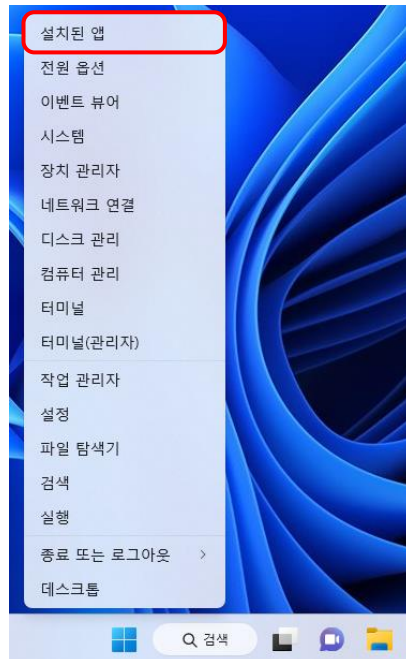 설치된 앱
전원 옵션
이벤트 뷰어
시스템
장치 관리자
네트워크 연결
디스크 관리
컴퓨터 관리
터미널
터미널(관리자)
작업 관리자
설정
파일 탐색기
검색
실행
종료 또는 로그아웃
데스크톱
검색